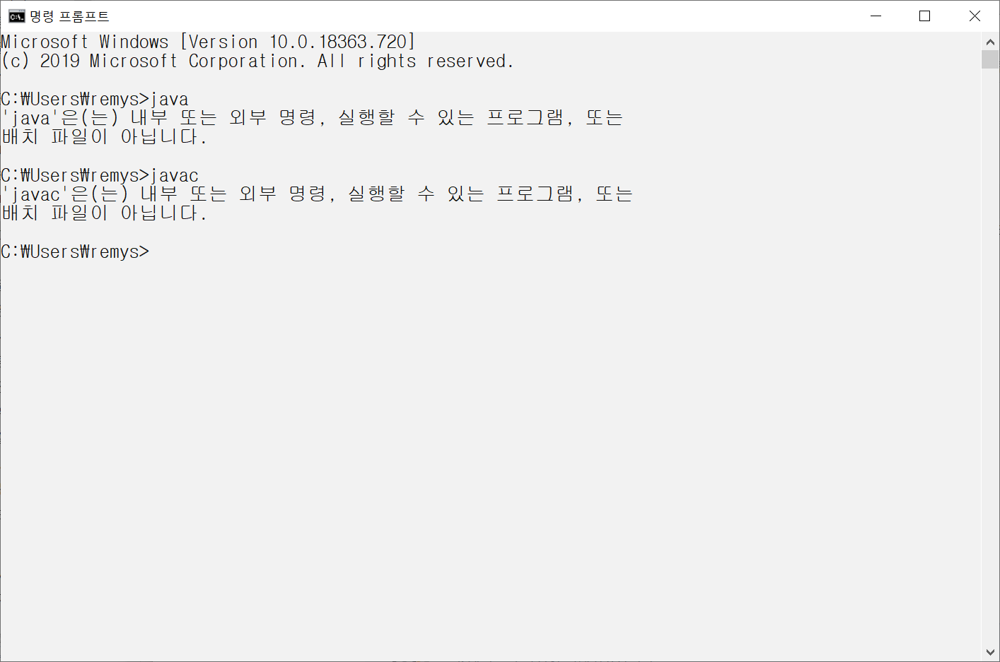 명령 프롬프트
Microsoft Windows [Version 10.0.18363.720]
(c) 2019 Microsoft Corporation. All rights reserved.
C:₩Users₩remys>java
'java'은(는) 내부 또는 외부 명령, 실행할 수 있는 프로그램, 또는
배치 파일이 아닙니다.
C:₩Users₩remys>javac
'javac'은(는) 내부 또는 외부 명령, 실행할 수 있는 프로그램, 또는
배치 파일이 아닙니다.
C:₩Users₩remys>